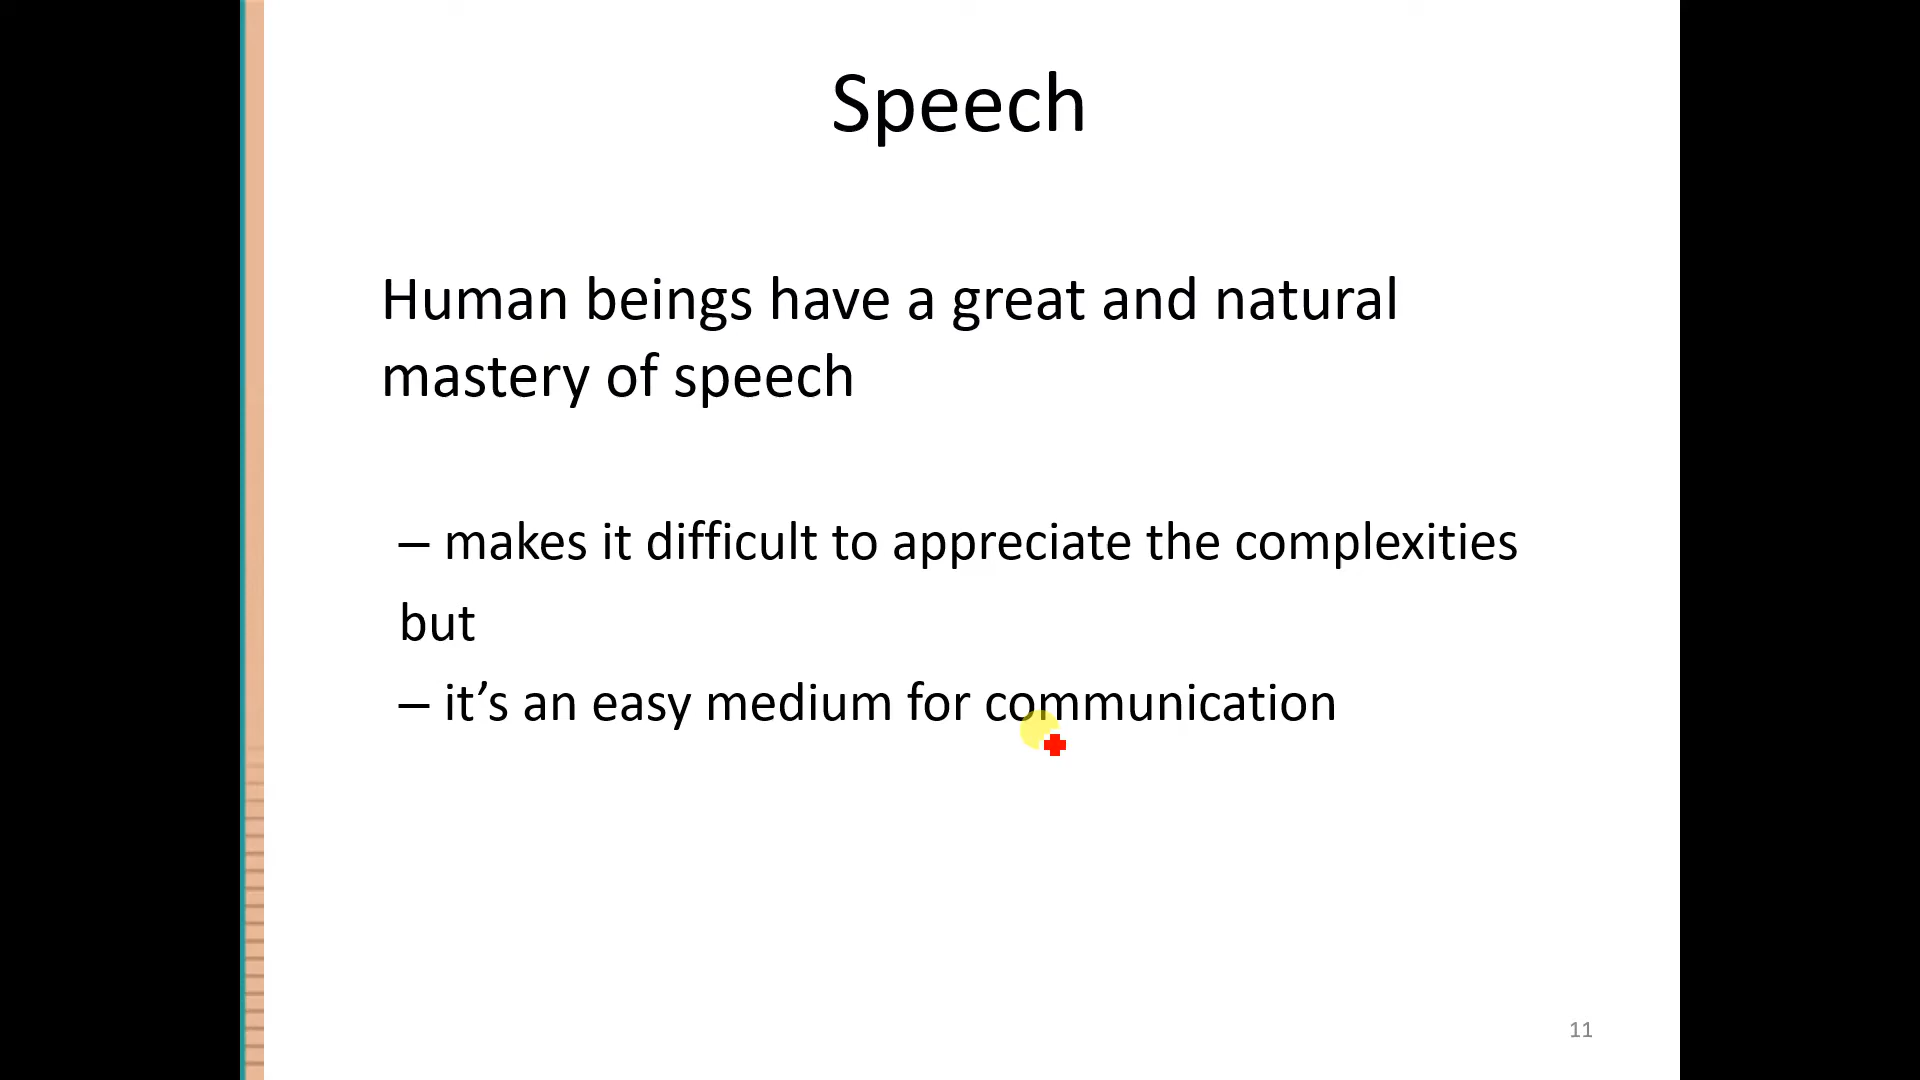 Speech
Human beings have a great and natural
mastery of speech
– makes it difficult to appreciate the complexities
but
– it’s an easy medium for communication
11